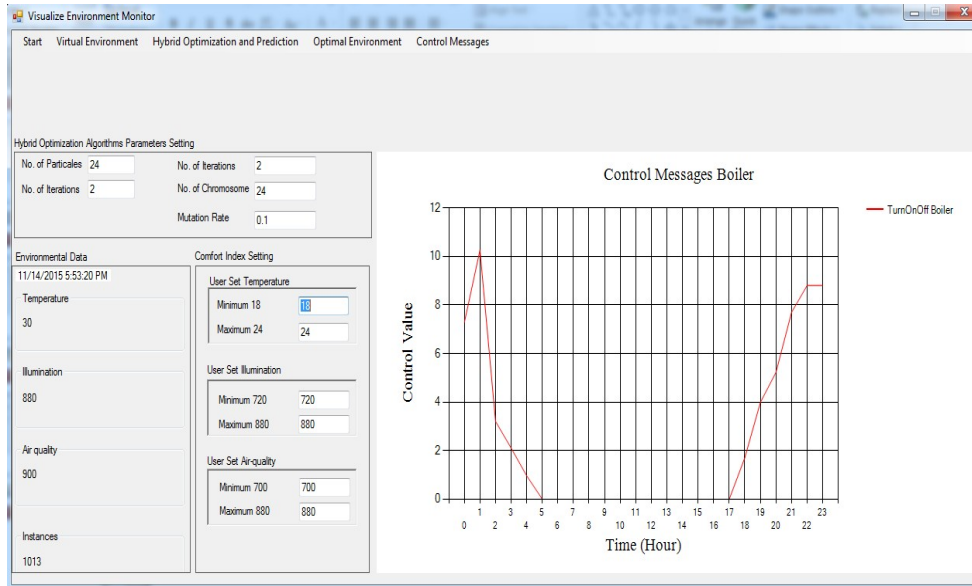 Visualize Environment Monitor
Start Virtual Environment Hybrid Optimization and Prediction Optimal Environment Control Messages
Hybrid Optimization Algorithms Parameters Setting
No. of Particales 24 No. of Iterations 2
No. of Iterations 2 No. of Chromosome 24
Mutation Rate 0.1
Environmental Data
11/14/2015 5:53:20 PM
Temperature
30
Illumination
880
Air quality
900
Instances
1013
Comfort Index Setting
User Set Temperature
Minimum 18 18
Maximum 24 24
User Set Illumination
Minimum 720 720
Maximum 880 880
User Set Air-quality
Minimum 700 700
Maximum 880 880
Control Messages Boiler
TurnOnOff Boiler
Control Value
12
10
8
6
4
2
0
1 3 5 7 9 11 13 15 17 19 21 23
0 2 4 6 8 10 12 14 16 18 20 22
Time (Hour)